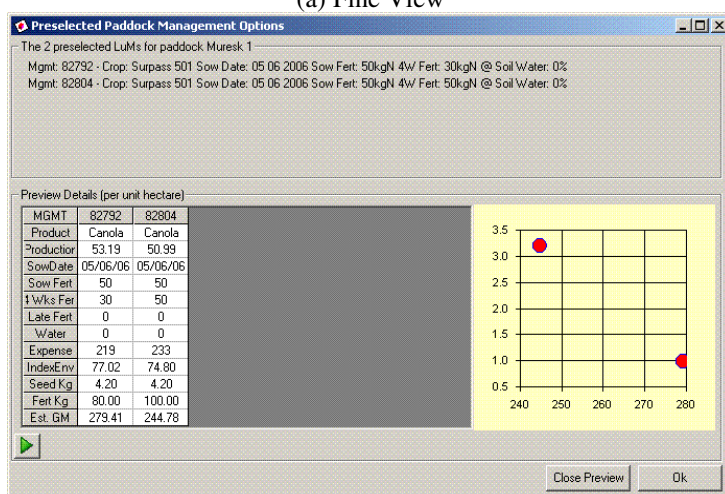 (a) Fine View
Preselected Paddock Management Options
The 2 preselected LuMs for paddock Muresk 1
Mgmt: 82792 - Crop: Surpass 501 Sow Date: 05 06 2006 Sow Fert: 50kgN 4W Fert: 30kgN @ Soil Water: 0%
Mgmt: 82804 - Crop: Surpass 501 Sow Date: 05 06 2006 Sow Fert: 50kgN 4W Fert: 50kgN @ Soil Water: 0%
Preview Details (per unit hectare)
MGMT 82792 82804
Product Canola Canola
Production 53.19 50.99
SowDate 05/06/06 05/06/06
Sow Fert 50 50
4 Wks Fer 30 50
Late Fert 0 0
Water 0 0
Expense 219 233
IndexEnv 77.02 74.80
Seed Kg 4.20 4.20
Fert Kg 80.00 100.00
Est. GM 279.41 244.78
3.5
3.0
2.5
2.0
1.5
1.0
0.5
240 250 260 270 280
Close Preview Ok